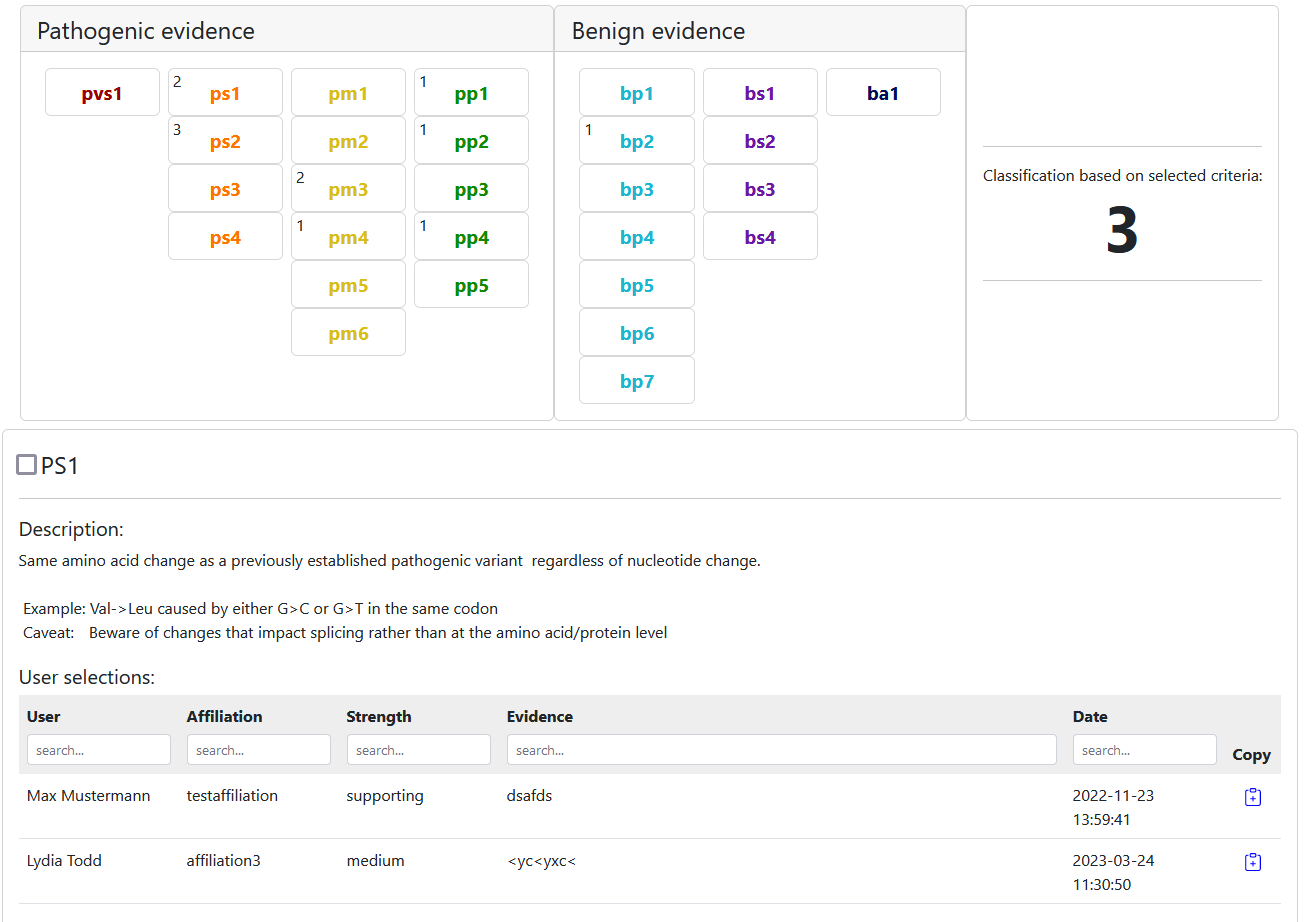 Pathogenic evidence
Benign evidence
pvs1
2 ps1
pm1
1 pp1
bp1
bs1
ba1
3 ps2
pm2
1 pp2
1 bp2
bs2
ps3
2 pm3
pp3
bp3
bs3
Classification based on selected criteria:
3
ps4
1 pm4
1 pp4
bp4
bs4
pm5
pp5
bp5
pm6
bp6
bp7
PS1
Description:
Same amino acid change as a previously established pathogenic variant  regardless of nucleotide change.
Example: Val->Leu caused by either G>C or G>T in the same codon
Caveat:   Beware of changes that impact splicing rather than at the amino acid/protein level
User selections:
User Affiliation Strength Evidence Date Copy
search... search... search... search... search...
Max Mustermann testaffiliation supporting dsafds 2022-11-23
13:59:41
Lydia Todd affiliation3 medium <yc<yxc< 2023-03-24
11:30:50